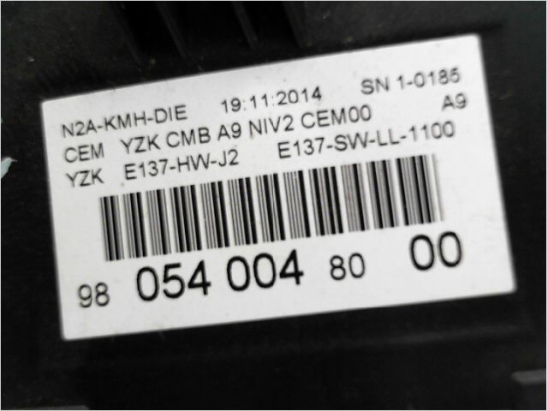 N2A-KMH-DIE 19:11:2014 SN 1-0185
CEM YZK CMB A9 NIV2 CEM00 A9
YZK E137-HW-J2 E137-SW-LL-1100
98 054 004 80 00